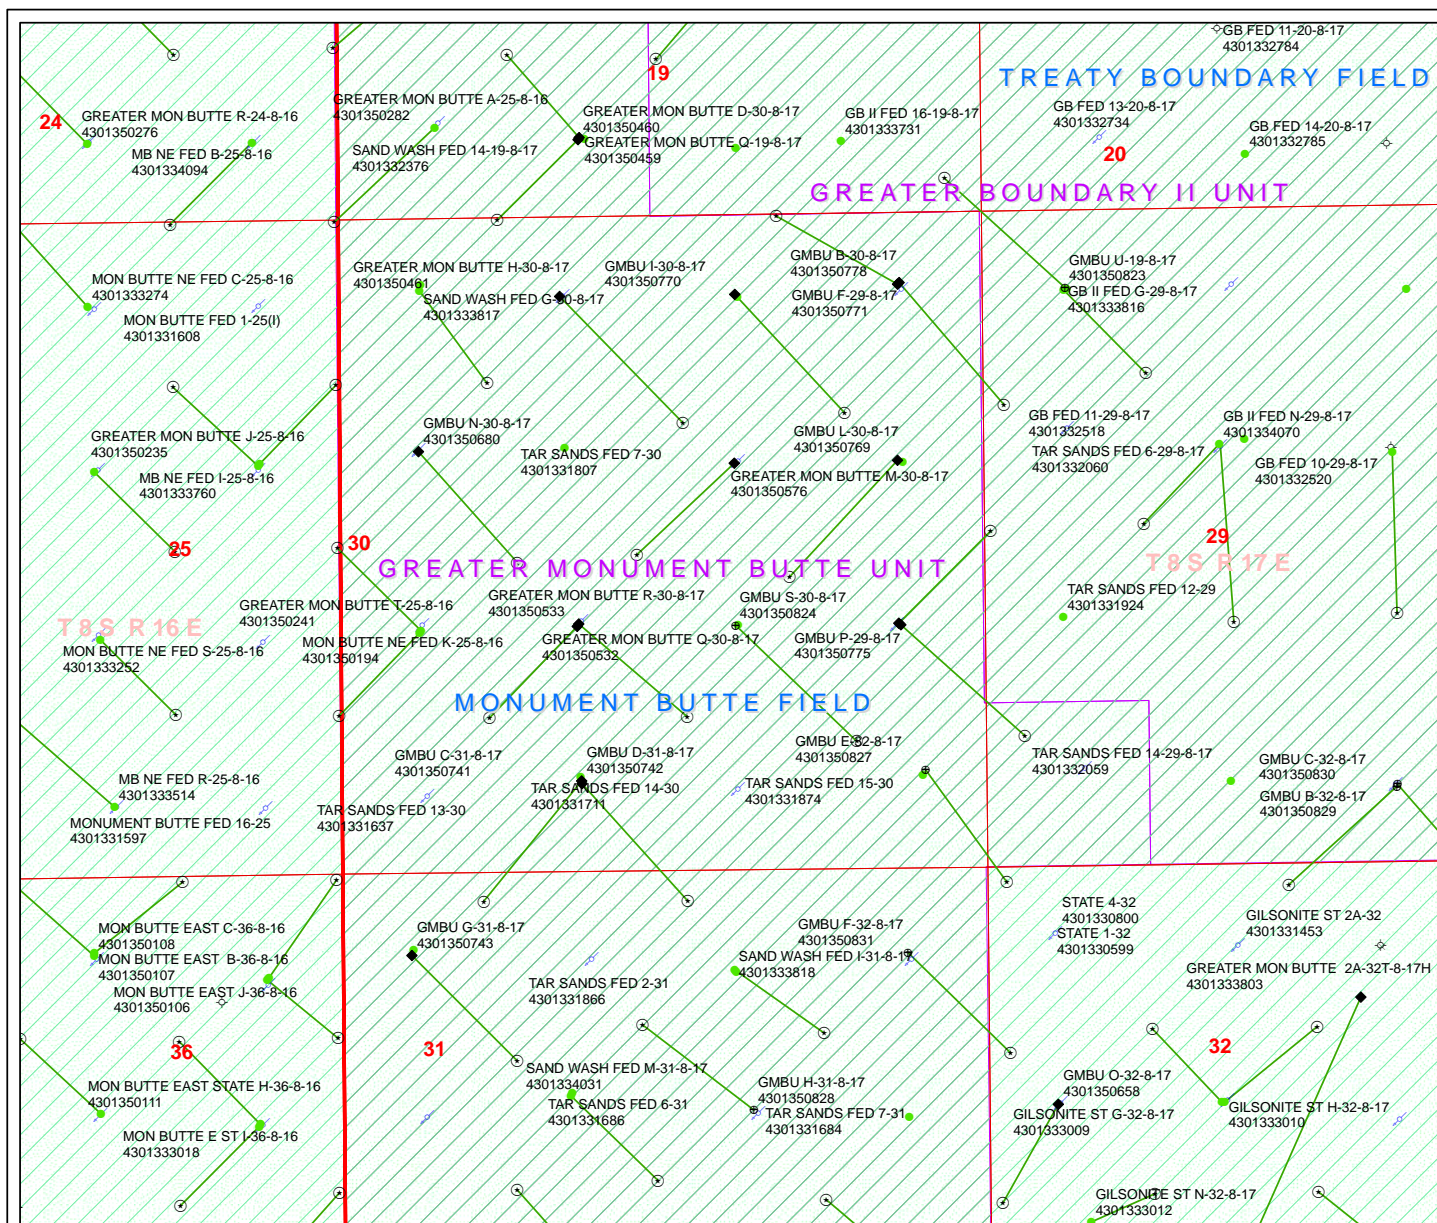 GB FED 11-20-8-17
4301332784
19
TREATY BOUNDARY FIELD
24
GREATER MON BUTTE R-24-8-16
4301350276
MB NE FED B-25-8-16
4301334094
GREATER MON BUTTE A-25-8-16
4301350282
SAND WASH FED 14-19-8-17
4301332376
GREATER MON BUTTE D-30-8-17
4301350460
GREATER MON BUTTE Q-19-8-17
4301350459
GB II FED 16-19-8-17
4301333731
GB FED 13-20-8-17
4301332734
20
GB FED 14-20-8-17
4301332785
GREATER BOUNDARY II UNIT
MON BUTTE NE FED C-25-8-16
4301333274
MON BUTTE FED 1-25(I)
4301331608
GREATER MON BUTTE H-30-8-17
4301350461
SAND WASH FED G-30-8-17
4301333817
GMBU I-30-8-17
4301350770
GMBU B-30-8-17
4301350778
GMBU F-29-8-17
4301350771
GMBU U-19-8-17
4301350823
GB II FED G-29-8-17
4301333816
GREATER MON BUTTE J-25-8-16
4301350235
MB NE FED I-25-8-16
4301333760
GMBU N-30-8-17
4301350680
TAR SANDS FED 7-30
4301331807
GMBU L-30-8-17
4301350769
GREATER MON BUTTE M-30-8-17
4301350576
GB FED 11-29-8-17
4301332518
TAR SANDS FED 6-29-8-17
4301332060
GB II FED N-29-8-17
4301334070
GB FED 10-29-8-17
4301332520
25
30
29
GREATER MONUMENT BUTTE UNIT
T 8 S R 17 E
T 8 S R 16 E
GREATER MON BUTTE T-25-8-16
4301350241
MON BUTTE NE FED S-25-8-16
4301333252
MON BUTTE NE FED K-25-8-16
4301350194
GREATER MON BUTTE R-30-8-17
4301350533
GREATER MON BUTTE Q-30-8-17
4301350532
GMBU S-30-8-17
4301350824
GMBU P-29-8-17
4301350775
TAR SANDS FED 12-29
4301331924
MONUMENT BUTTE FIELD
MB NE FED R-25-8-16
4301333514
MONUMENT BUTTE FED 16-25
4301331597
GMBU C-31-8-17
4301350741
TAR SANDS FED 13-30
4301331637
GMBU D-31-8-17
4301350742
TAR SANDS FED 14-30
4301331711
GMBU E-32-8-17
4301350827
TAR SANDS FED 15-30
4301331874
TAR SANDS FED 14-29-8-17
4301332059
GMBU C-32-8-17
4301350830
GMBU B-32-8-17
4301350829
MON BUTTE EAST C-36-8-16
4301350108
MON BUTTE EAST B-36-8-16
4301350107
MON BUTTE EAST J-36-8-16
4301350106
GMBU G-31-8-17
4301350743
TAR SANDS FED 2-31
4301331866
GMBU F-32-8-17
4301350831
SAND WASH FED I-31-8-17
4301333818
STATE 4-32
4301330800
STATE 1-32
4301330599
GILSONITE ST 2A-32
4301331453
GREATER MON BUTTE 2A-32T-8-17H
4301333803
36
31
32
MON BUTTE EAST STATE H-36-8-16
4301350111
MON BUTTE E ST I-36-8-16
4301333018
SAND WASH FED M-31-8-17
4301334031
TAR SANDS FED 6-31
4301331686
GMBU H-31-8-17
4301350828
TAR SANDS FED 7-31
4301331684
GMBU O-32-8-17
4301350658
GILSONITE ST G-32-8-17
4301333009
GILSONITE ST H-32-8-17
4301333010
GILSONITE ST N-32-8-17
4301333012